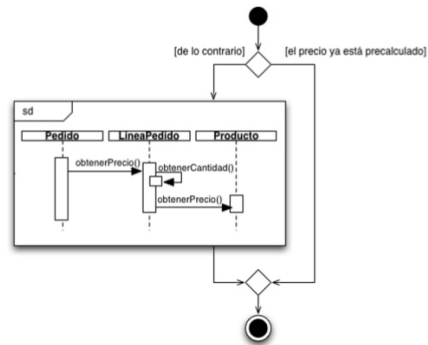 [de lo contrario]
[el precio ya está precalculado]
sd
Pedido
LineaPedido
Producto
obtenerPrecio()
obtenerCantidad()
obtenerPrecio()